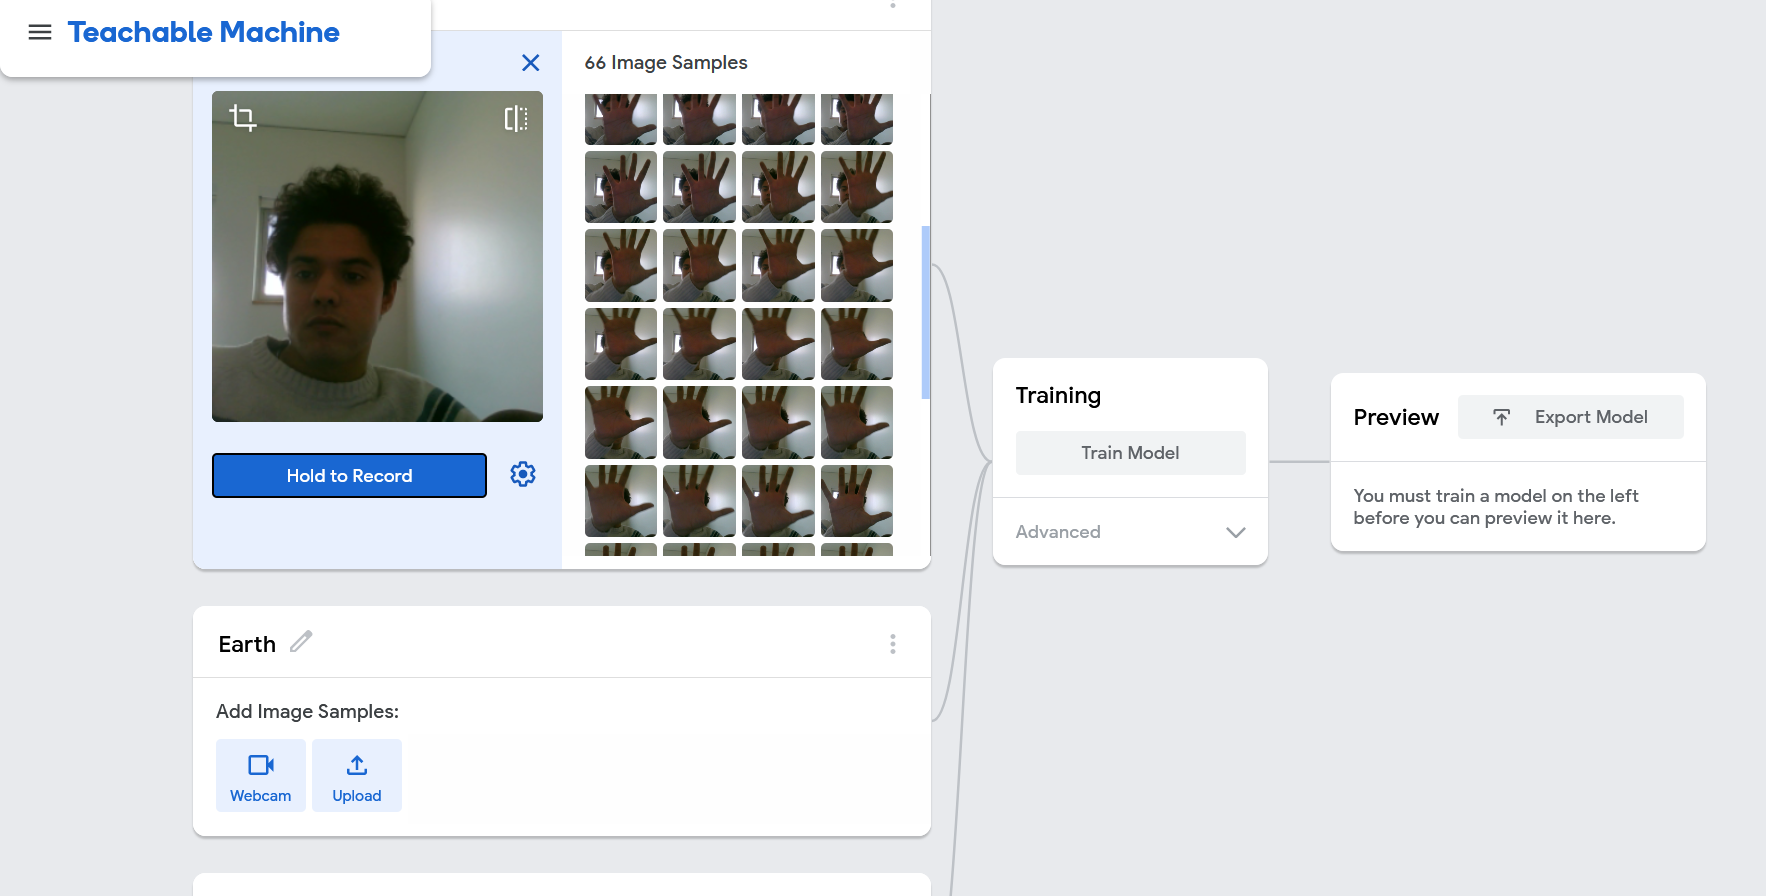 Teachable Machine
66 Image Samples
Hold to Record
Earth
Add Image Samples:
Webcam
Upload
Training
Train Model
Advanced
Preview
Export Model
You must train a model on the left
before you can preview it here.